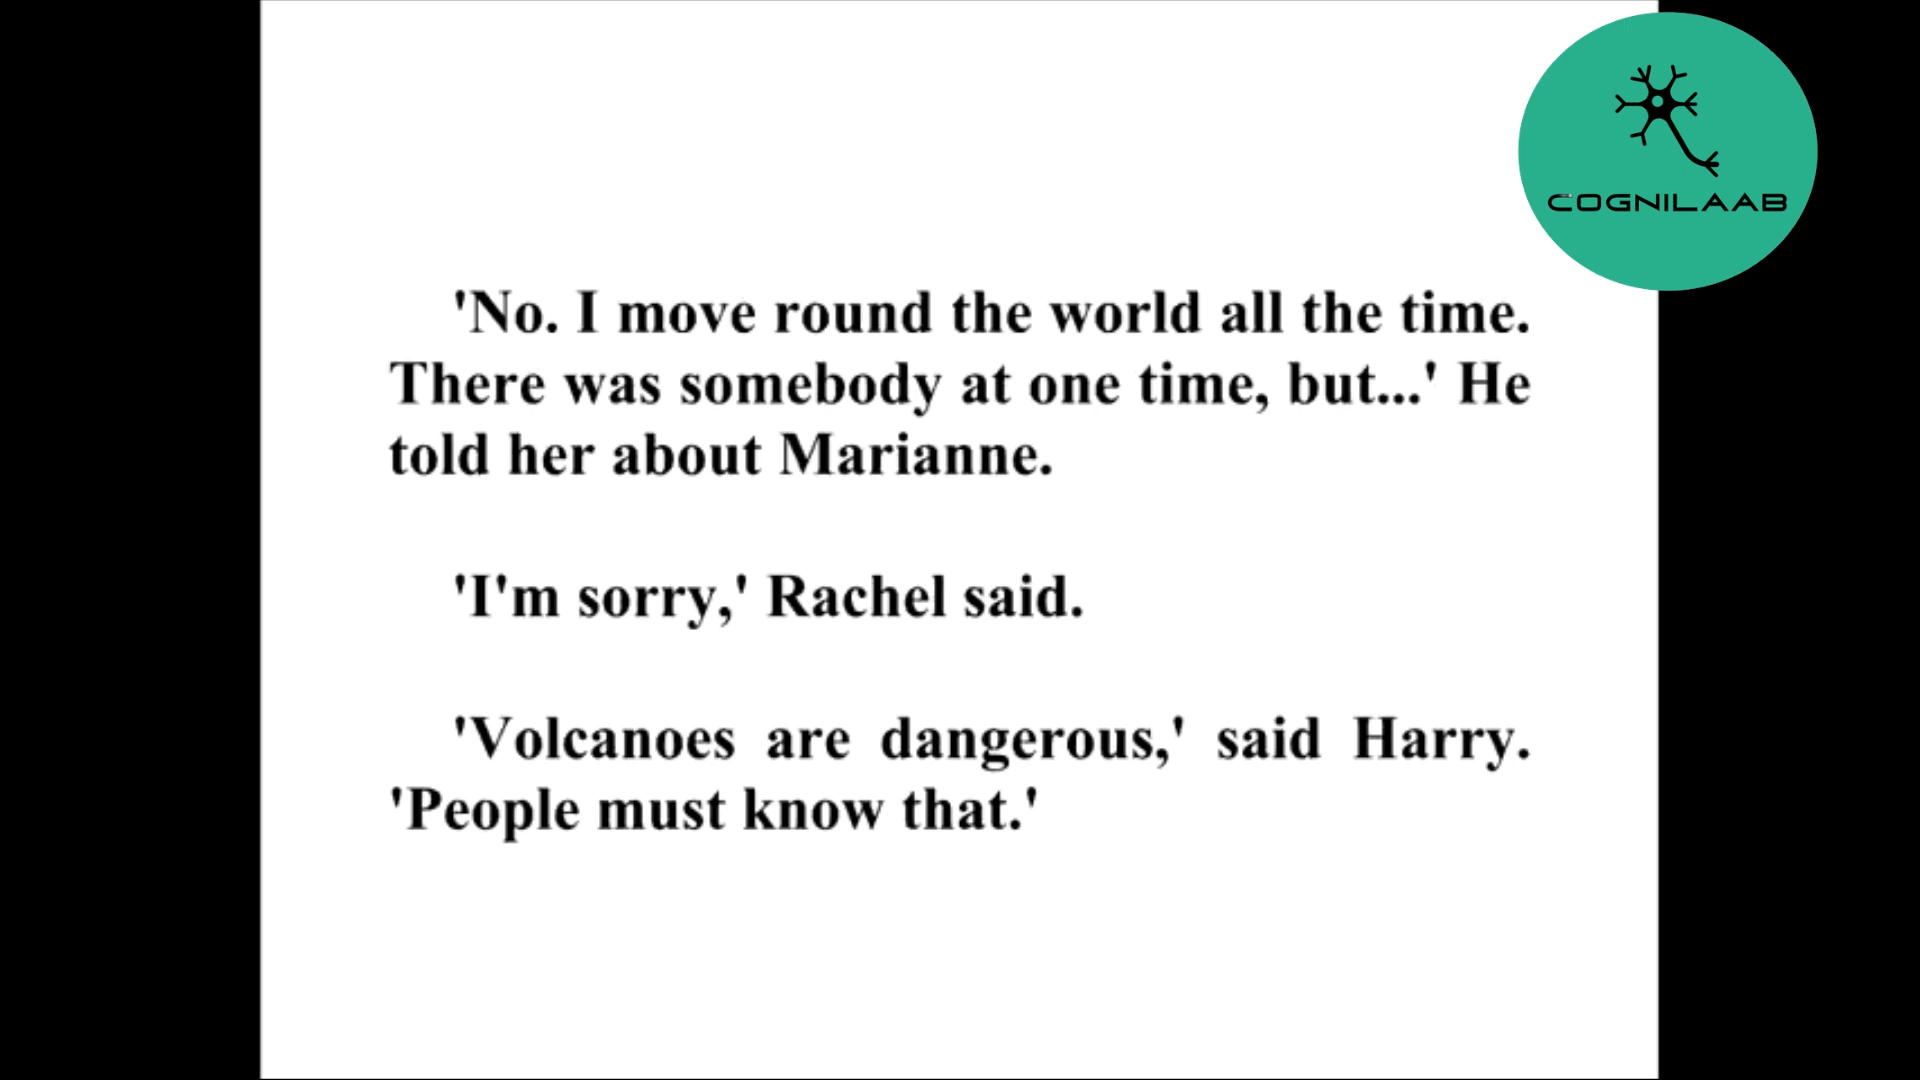 COGNILAAB
'No. I move round the world all the time.
There was somebody at one time, but...' He
told her about Marianne.
'I'm sorry,' Rachel said.
'Volcanoes are dangerous,' said Harry.
'People must know that.'